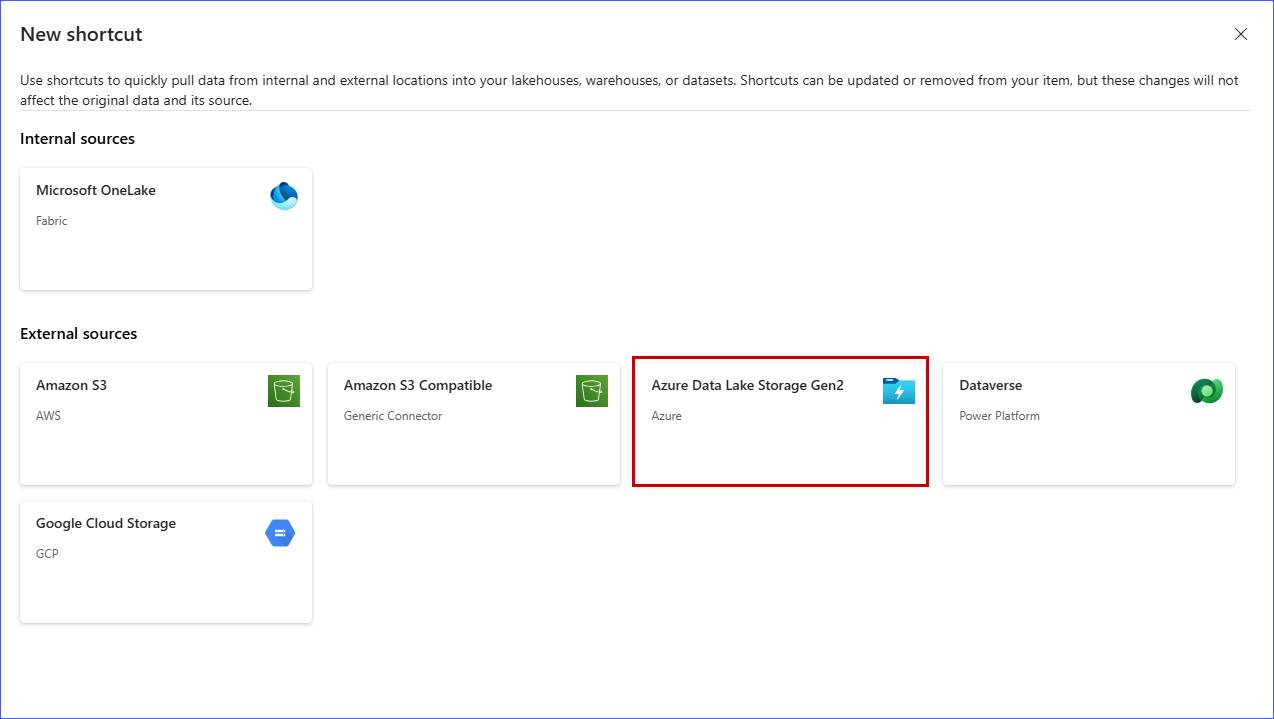 New shortcut
Use shortcuts to quickly pull data from internal and external locations into your lakehouses, warehouses, or datasets. Shortcuts can be updated or removed from your item, but these changes will not
affect the original data and its source.
Internal sources
Microsoft OneLake
Fabric
External sources
Amazon S3
AWS
Amazon S3 Compatible
Generic Connector
Azure Data Lake Storage Gen2
Azure
Dataverse
Power Platform
Google Cloud Storage
GCP